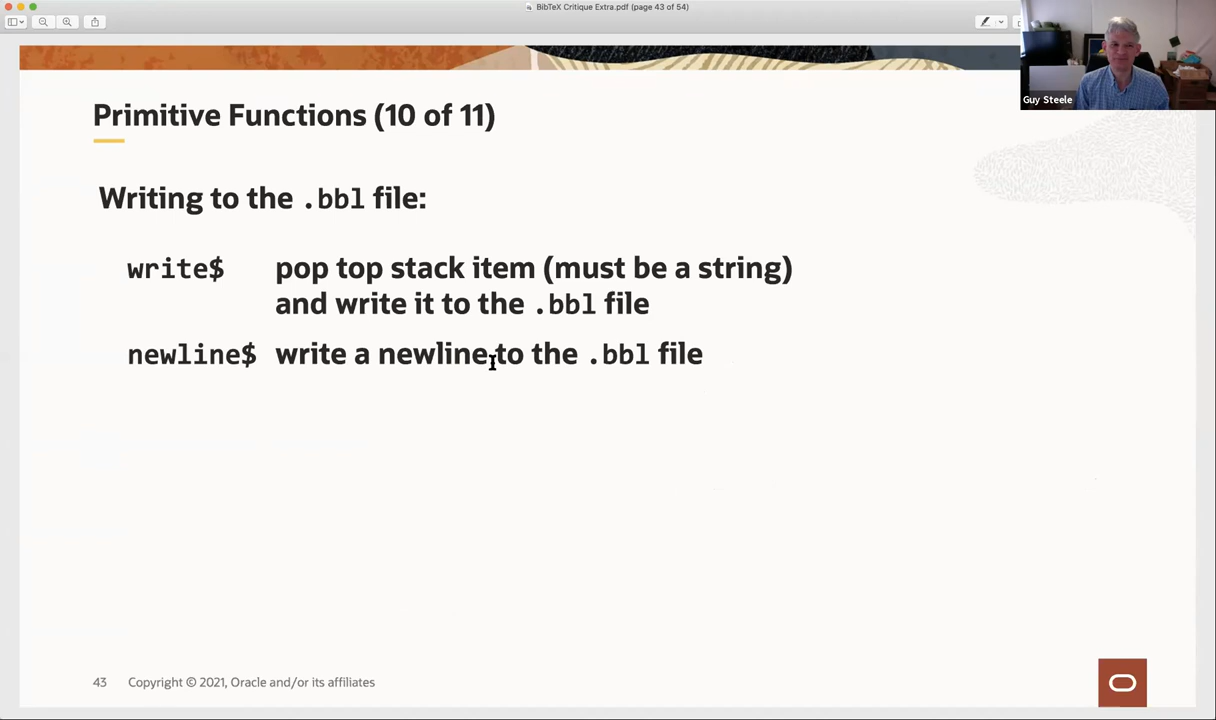 BibTeX Critique Extra.pdf (page 43 of 54)
Guy Steele
Primitive Functions (10 of 11)
Writing to the .bbl file:
write$ pop top stack item (must be a string)
and write it to the .bbl file
newline$ write a newline to the .bbl file
43 Copyright © 2021, Oracle and/or its affiliates